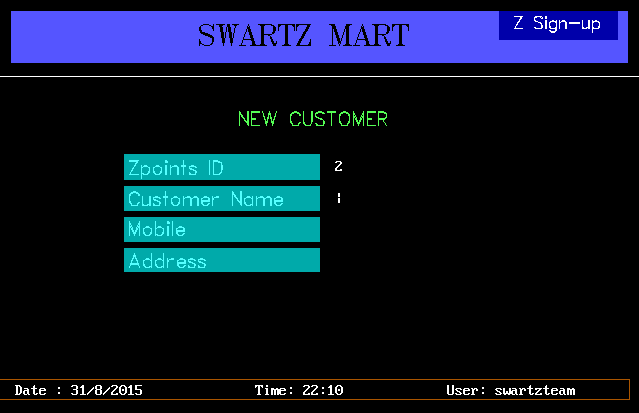 SWARTZ MART
Z Sign-up
NEW CUSTOMER
Zpoints ID 2
Customer Name
Mobile
Address
Date : 31/8/2015 Time: 22:10 User: swartzteam